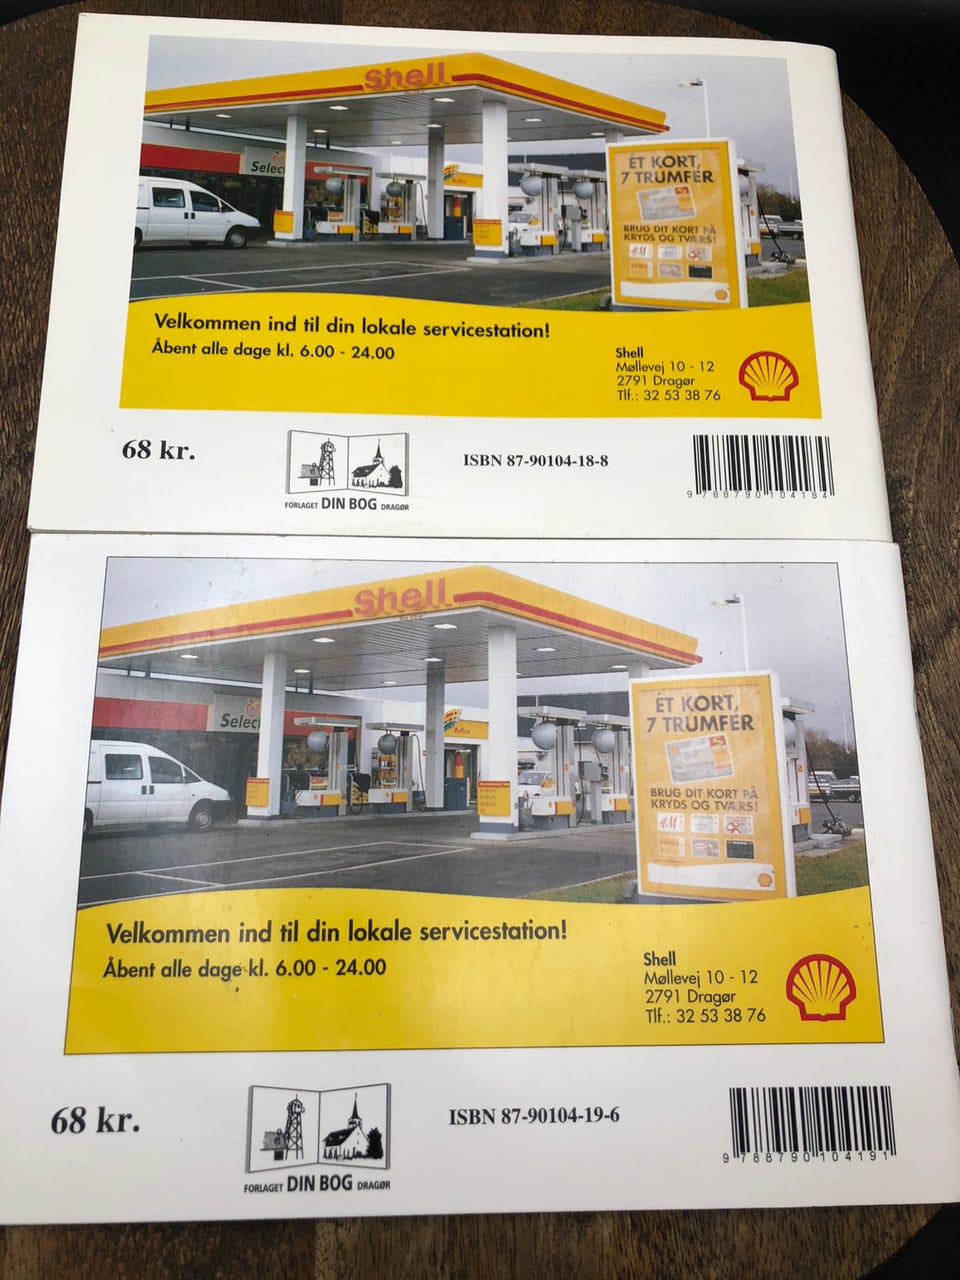 Shell
Selec
ÉT KORT,
7 TRUMFER
BRUG DIT KORT PÅ
KRYDS OG TVÆRS!
H&M
Velkommen ind til din lokale servicestation!
Åbent alle dage kl. 6.00 - 24.00
Shell
Møllevej 10 - 12
2791 Dragør
Tlf.: 32 53 38 76
68 kr.
FORLAGET DIN BOG DRAGØR
ISBN 87-90104-18-8
9 788790 104184
Shell
Select
ÉT KORT,
7 TRUMFER
BRUG DIT KORT PÅ
KRYDS OG TVÆRS!
H&M
Velkommen ind til din lokale servicestation!
Åbent alle dage kl. 6.00 - 24.00
Shell
Møllevej 10 - 12
2791 Dragør
Tlf.: 32 53 38 76
68 kr.
FORLAGET DIN BOG DRAGØR
ISBN 87-90104-19-6
9 788790 104191